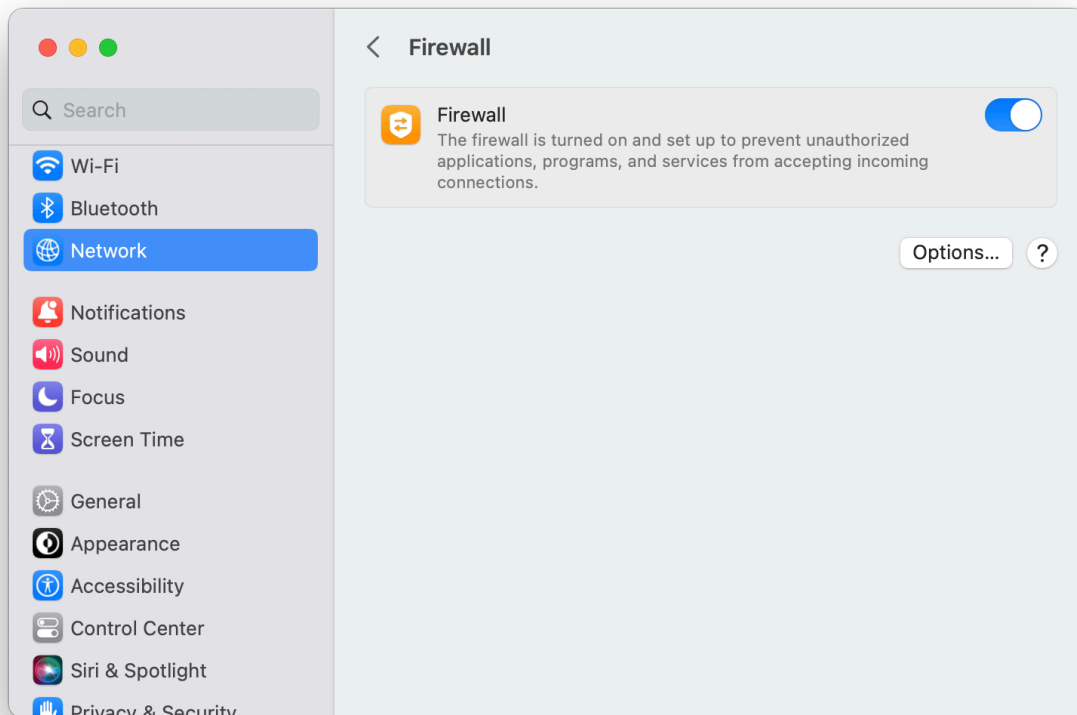 Search
Wi-Fi
Bluetooth
Network
Notifications
Sound
Focus
Screen Time
General
Appearance
Accessibility
Control Center
Siri & Spotlight
Privacy & Security
Firewall
Firewall
The firewall is turned on and set up to prevent unauthorized
applications, programs, and services from accepting incoming
connections.
Options...
?